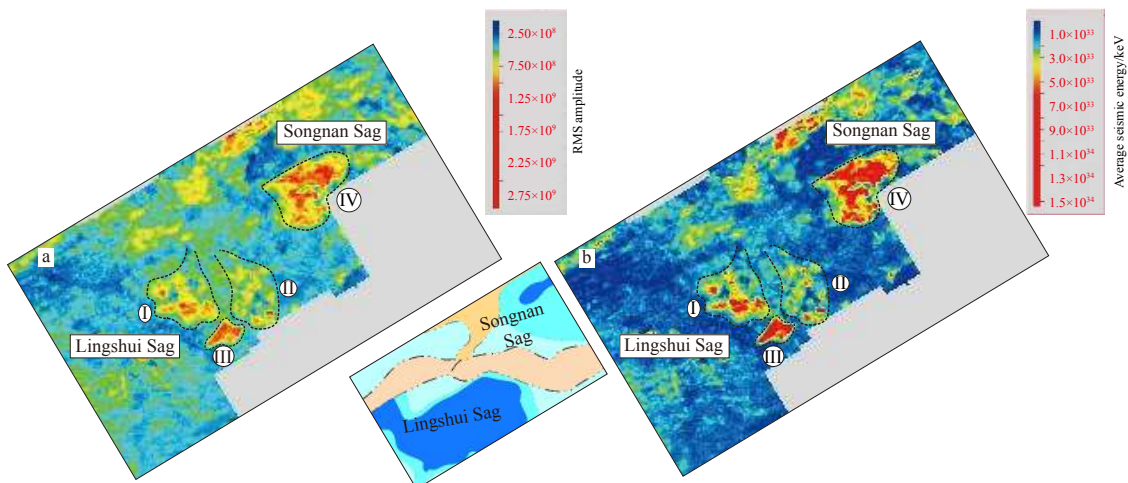 2.50×10⁸
7.50×10⁸
1.25×10⁹
1.75×10⁹
2.25×10⁹
2.75×10⁹
RMS amplitude
Songnan Sag
IV
a
I
II
III
Lingshui Sag
Songnan
Sag
Lingshui Sag
1.0×10³³
3.0×10³³
5.0×10³³
7.0×10³³
9.0×10³³
1.1×10³⁴
1.3×10³⁴
1.5×10³⁴
Average seismic energy/keV
Songnan Sag
IV
b
I
II
III
Lingshui Sag